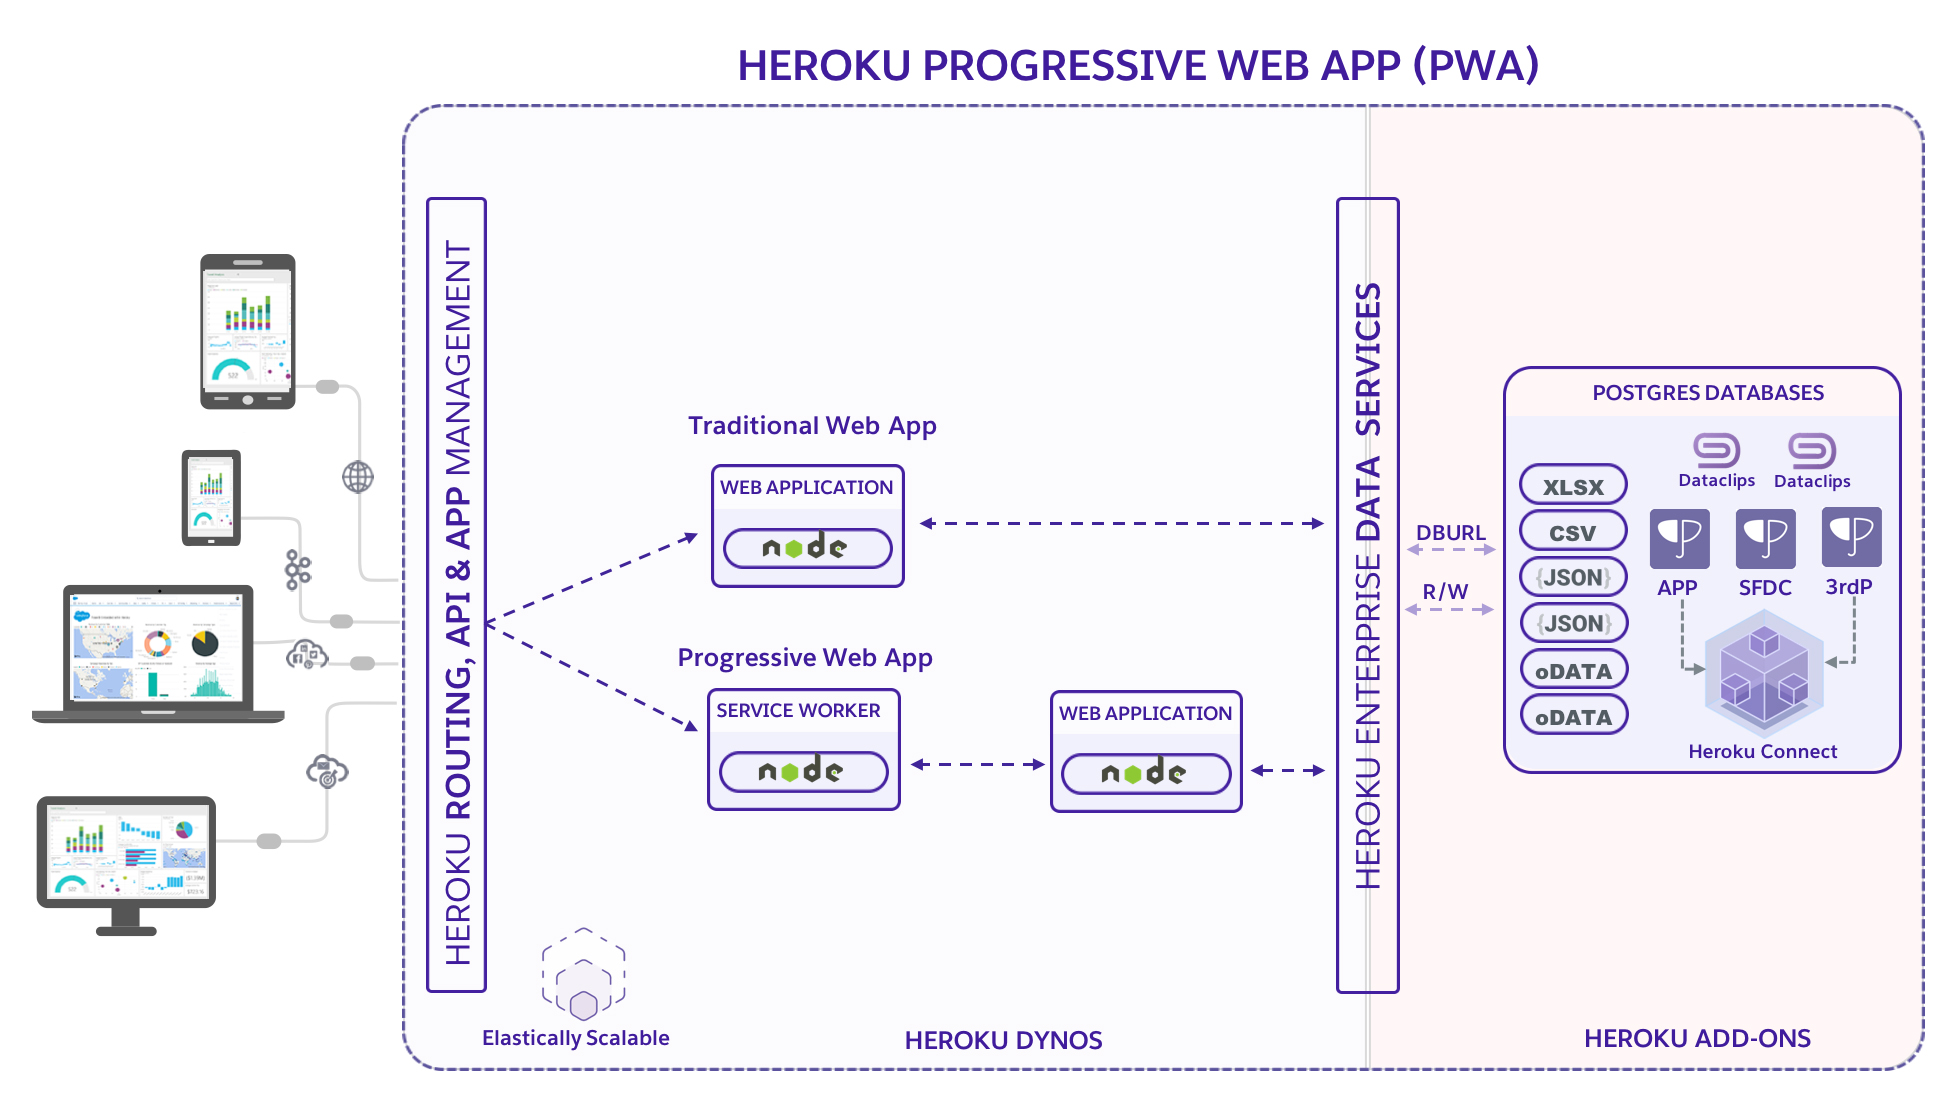 HEROKU PROGRESSIVE WEB APP (PWA)
HEROKU ROUTING, API & APP MANAGEMENT
Traditional Web App
WEB APPLICATION
node
Progressive Web App
SERVICE WORKER
node
WEB APPLICATION
node
Elastically Scalable
HEROKU DYNOS
HEROKU ENTERPRISE DATA SERVICES
DBURL
R/W
POSTGRES DATABASES
XLSX
CSV
{JSON}
{JSON}
oDATA
oDATA
Dataclips
Dataclips
APP
SFDC
3rdP
Heroku Connect
HEROKU ADD-ONS